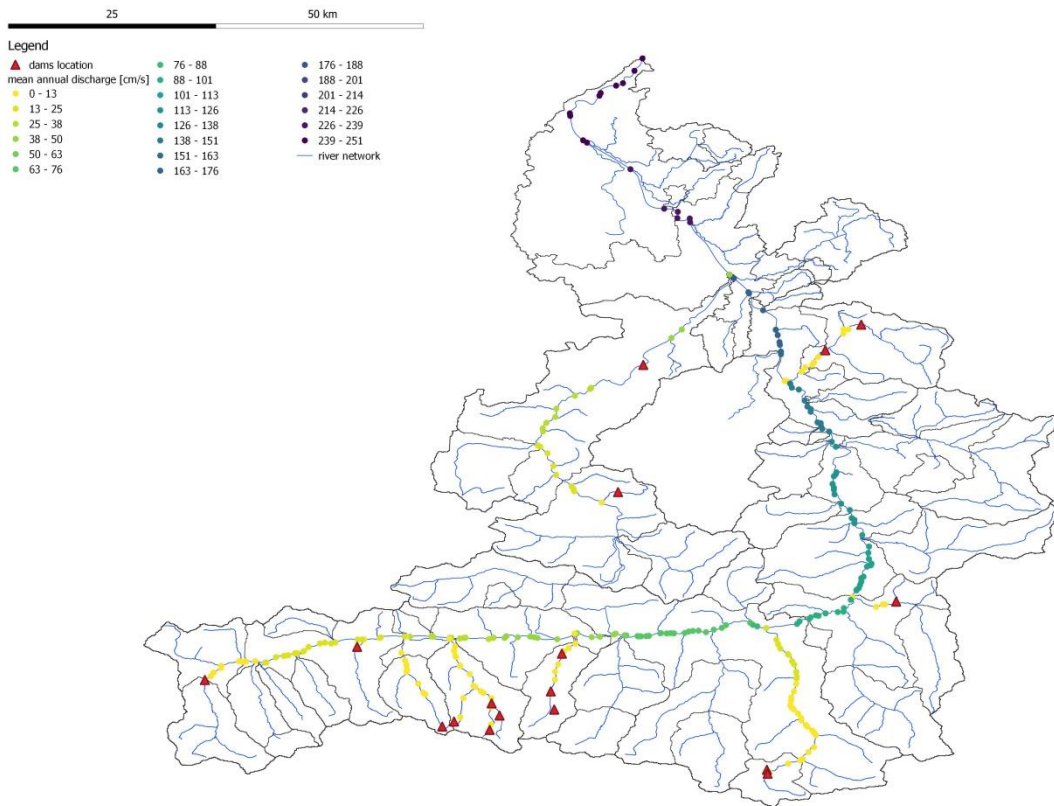 25 50 km
Legend
dams location
mean annual discharge [cm/s]
0 - 13
13 - 25
25 - 38
38 - 50
50 - 63
63 - 76
76 - 88
88 - 101
101 - 113
113 - 126
126 - 138
138 - 151
151 - 163
163 - 176
176 - 188
188 - 201
201 - 214
214 - 226
226 - 239
239 - 251
river network